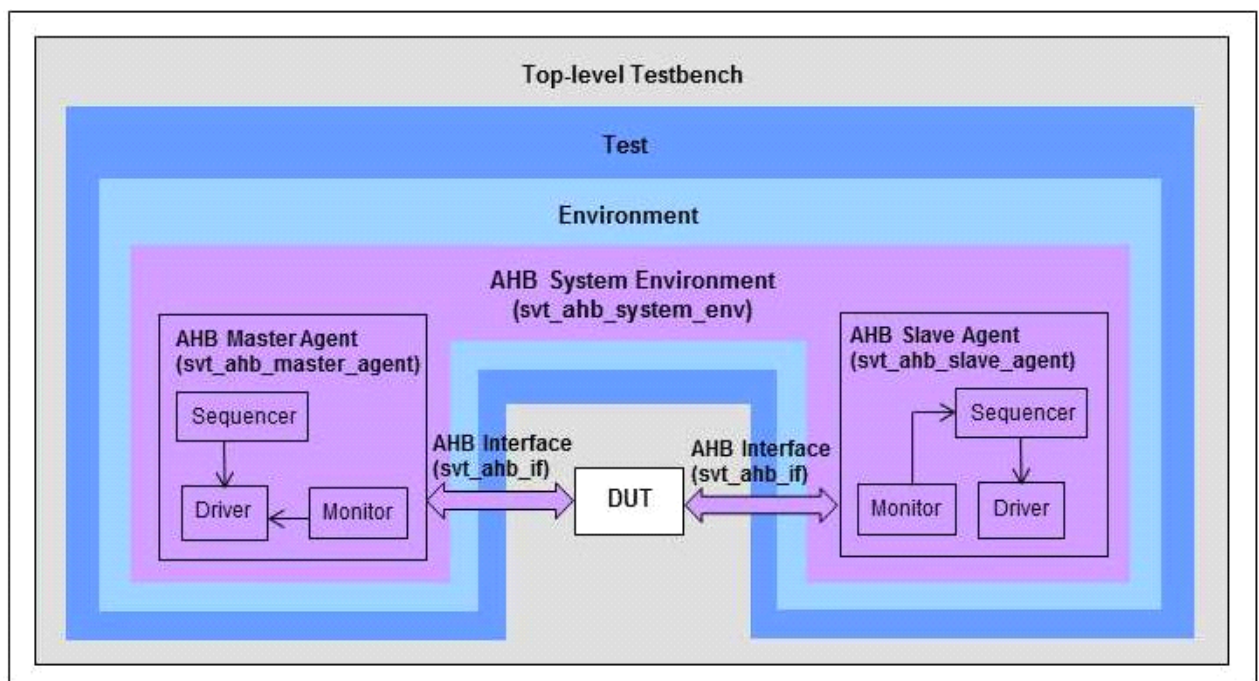 Top-level Testbench
Test
Environment
AHB System Environment
(svt_ahb_system_env)
AHB Master Agent
(svt_ahb_master_agent)
Sequencer
Driver
Monitor
AHB Interface
(svt_ahb_if)
DUT
AHB Interface
(svt_ahb_if)
AHB Slave Agent
(svt_ahb_slave_agent)
Sequencer
Monitor
Driver